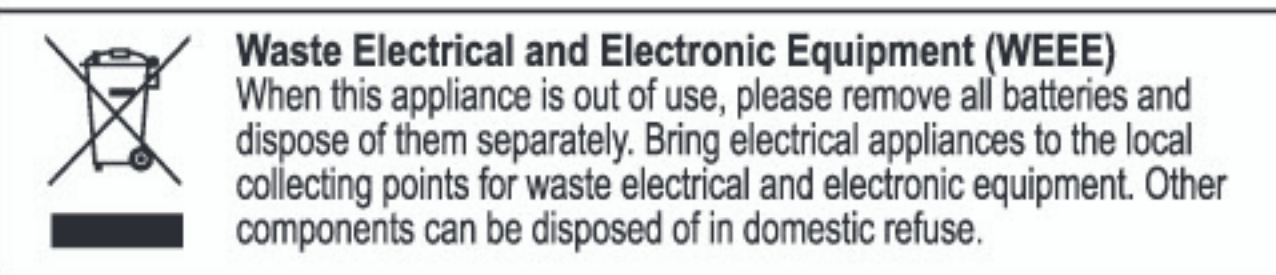 Waste Electrical and Electronic Equipment (WEEE)
When this appliance is out of use, please remove all batteries and
dispose of them separately. Bring electrical appliances to the local
collecting points for waste electrical and electronic equipment. Other
components can be disposed of in domestic refuse.